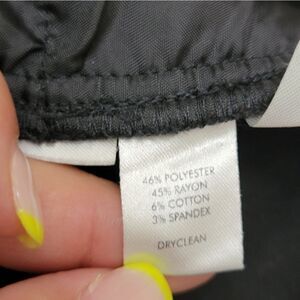 46% POLYESTER
45% RAYON
6% COTTON
3% SPANDEX
DRYCLEAN